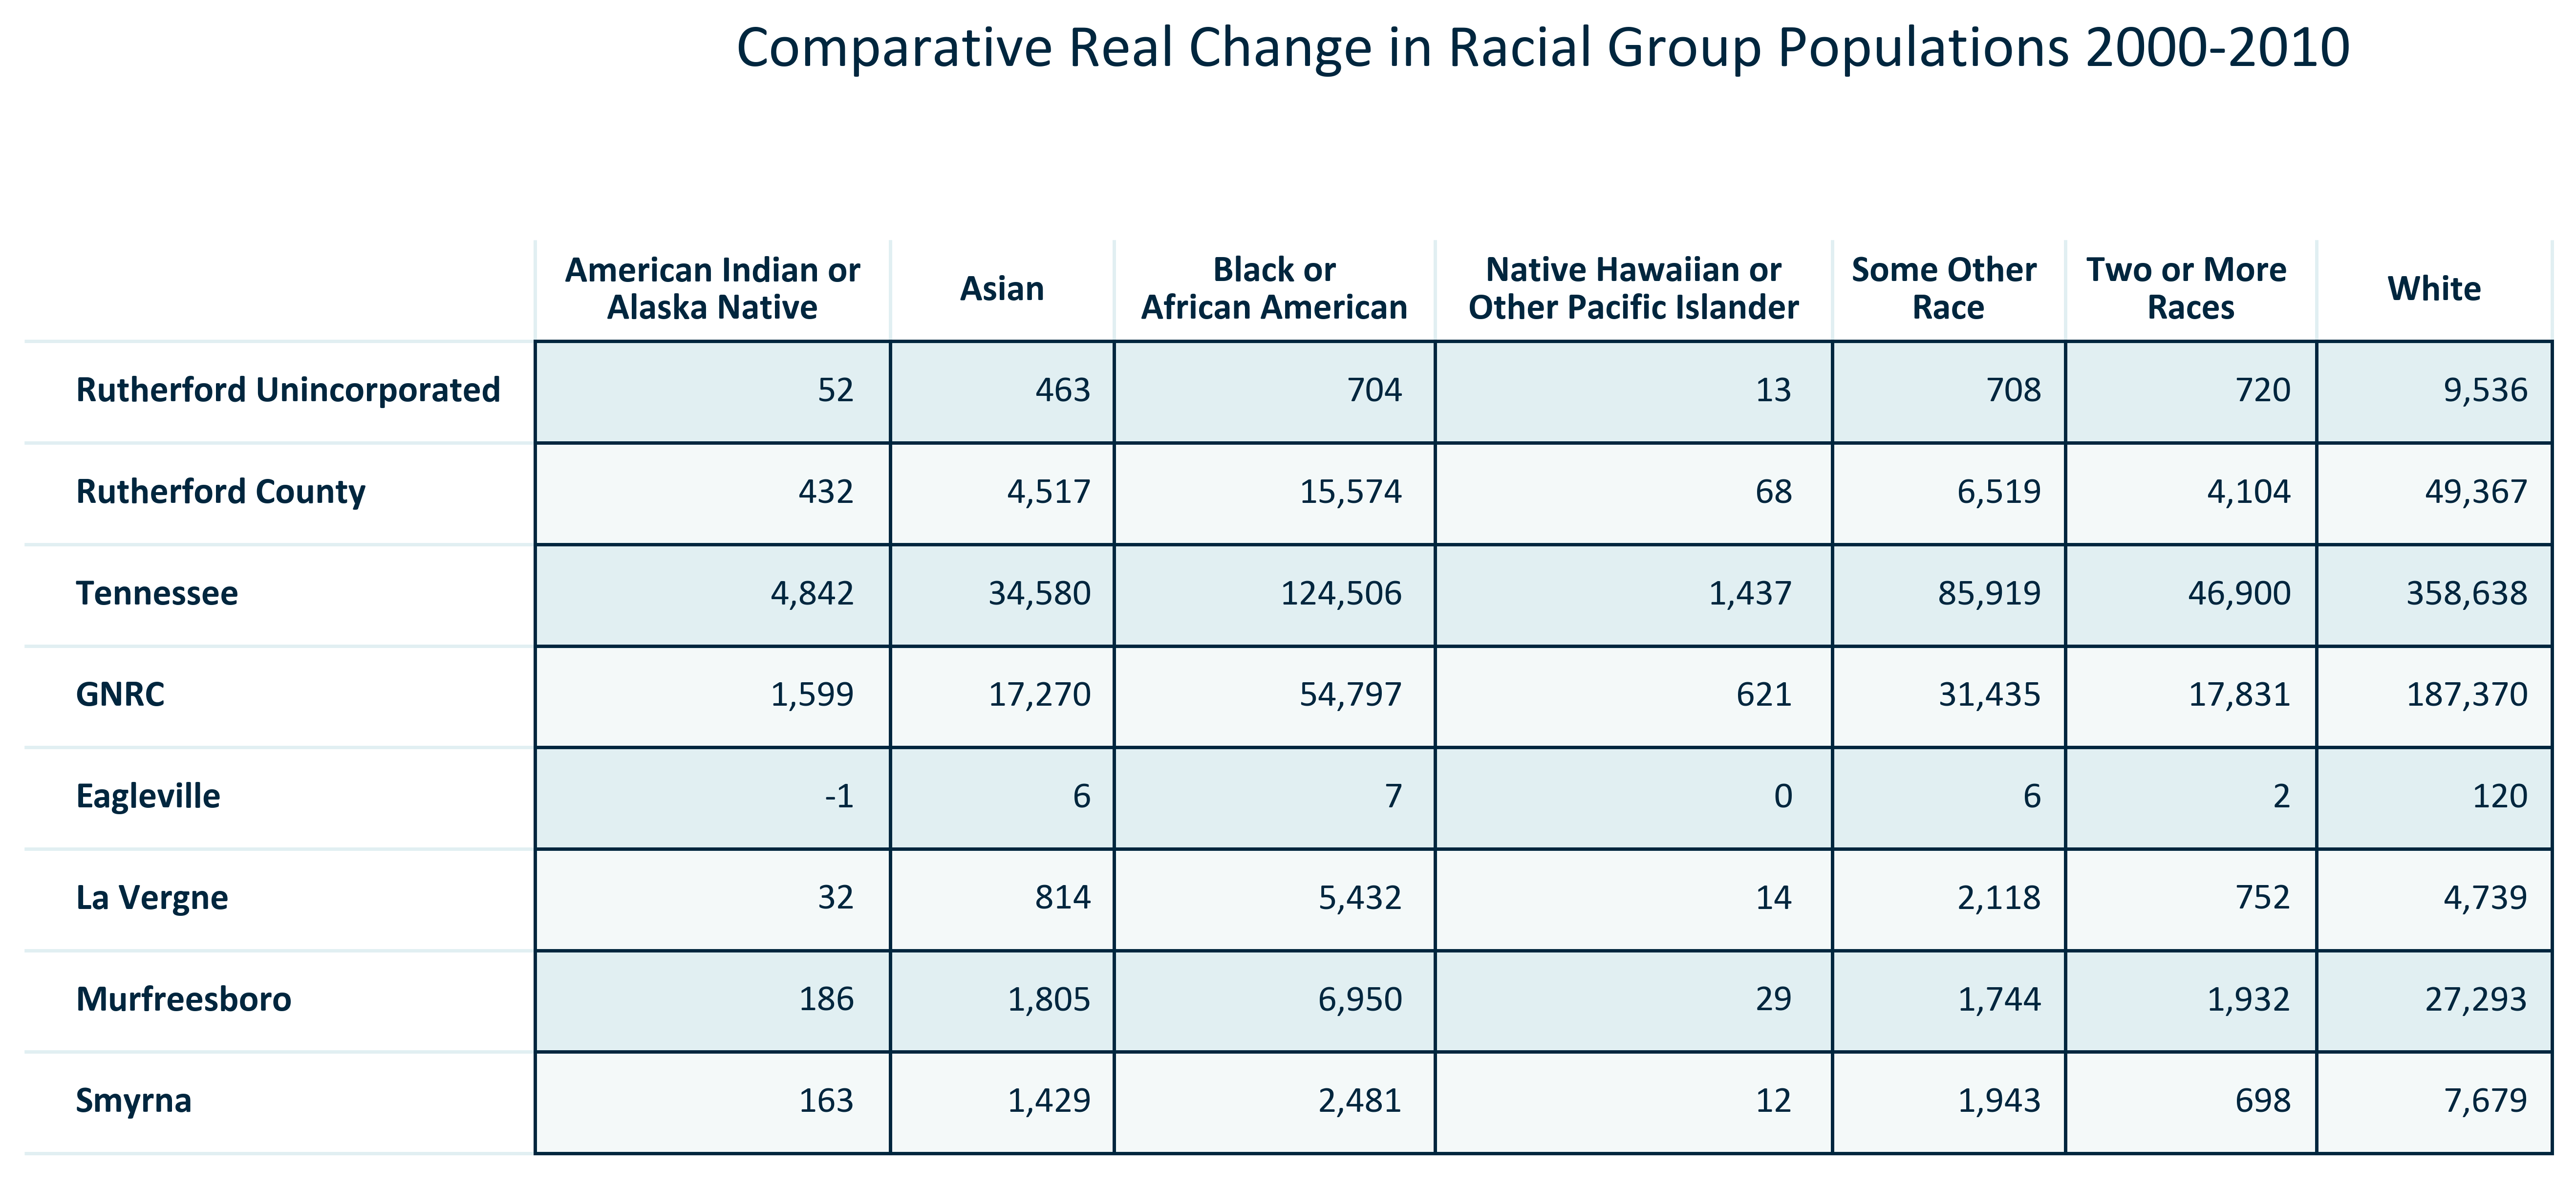 Comparative Real Change in Racial Group Populations 2000-2010
American Indian or Alaska Native Asian Black or African American Native Hawaiian or Other Pacific Islander Some Other Race Two or More Races White
Rutherford Unincorporated 52 463 704 13 708 720 9,536
Rutherford County 432 4,517 15,574 68 6,519 4,104 49,367
Tennessee 4,842 34,580 124,506 1,437 85,919 46,900 358,638
GNRC 1,599 17,270 54,797 621 31,435 17,831 187,370
Eagleville -1 6 7 0 6 2 120
La Vergne 32 814 5,432 14 2,118 752 4,739
Murfreesboro 186 1,805 6,950 29 1,744 1,932 27,293
Smyrna 163 1,429 2,481 12 1,943 698 7,679